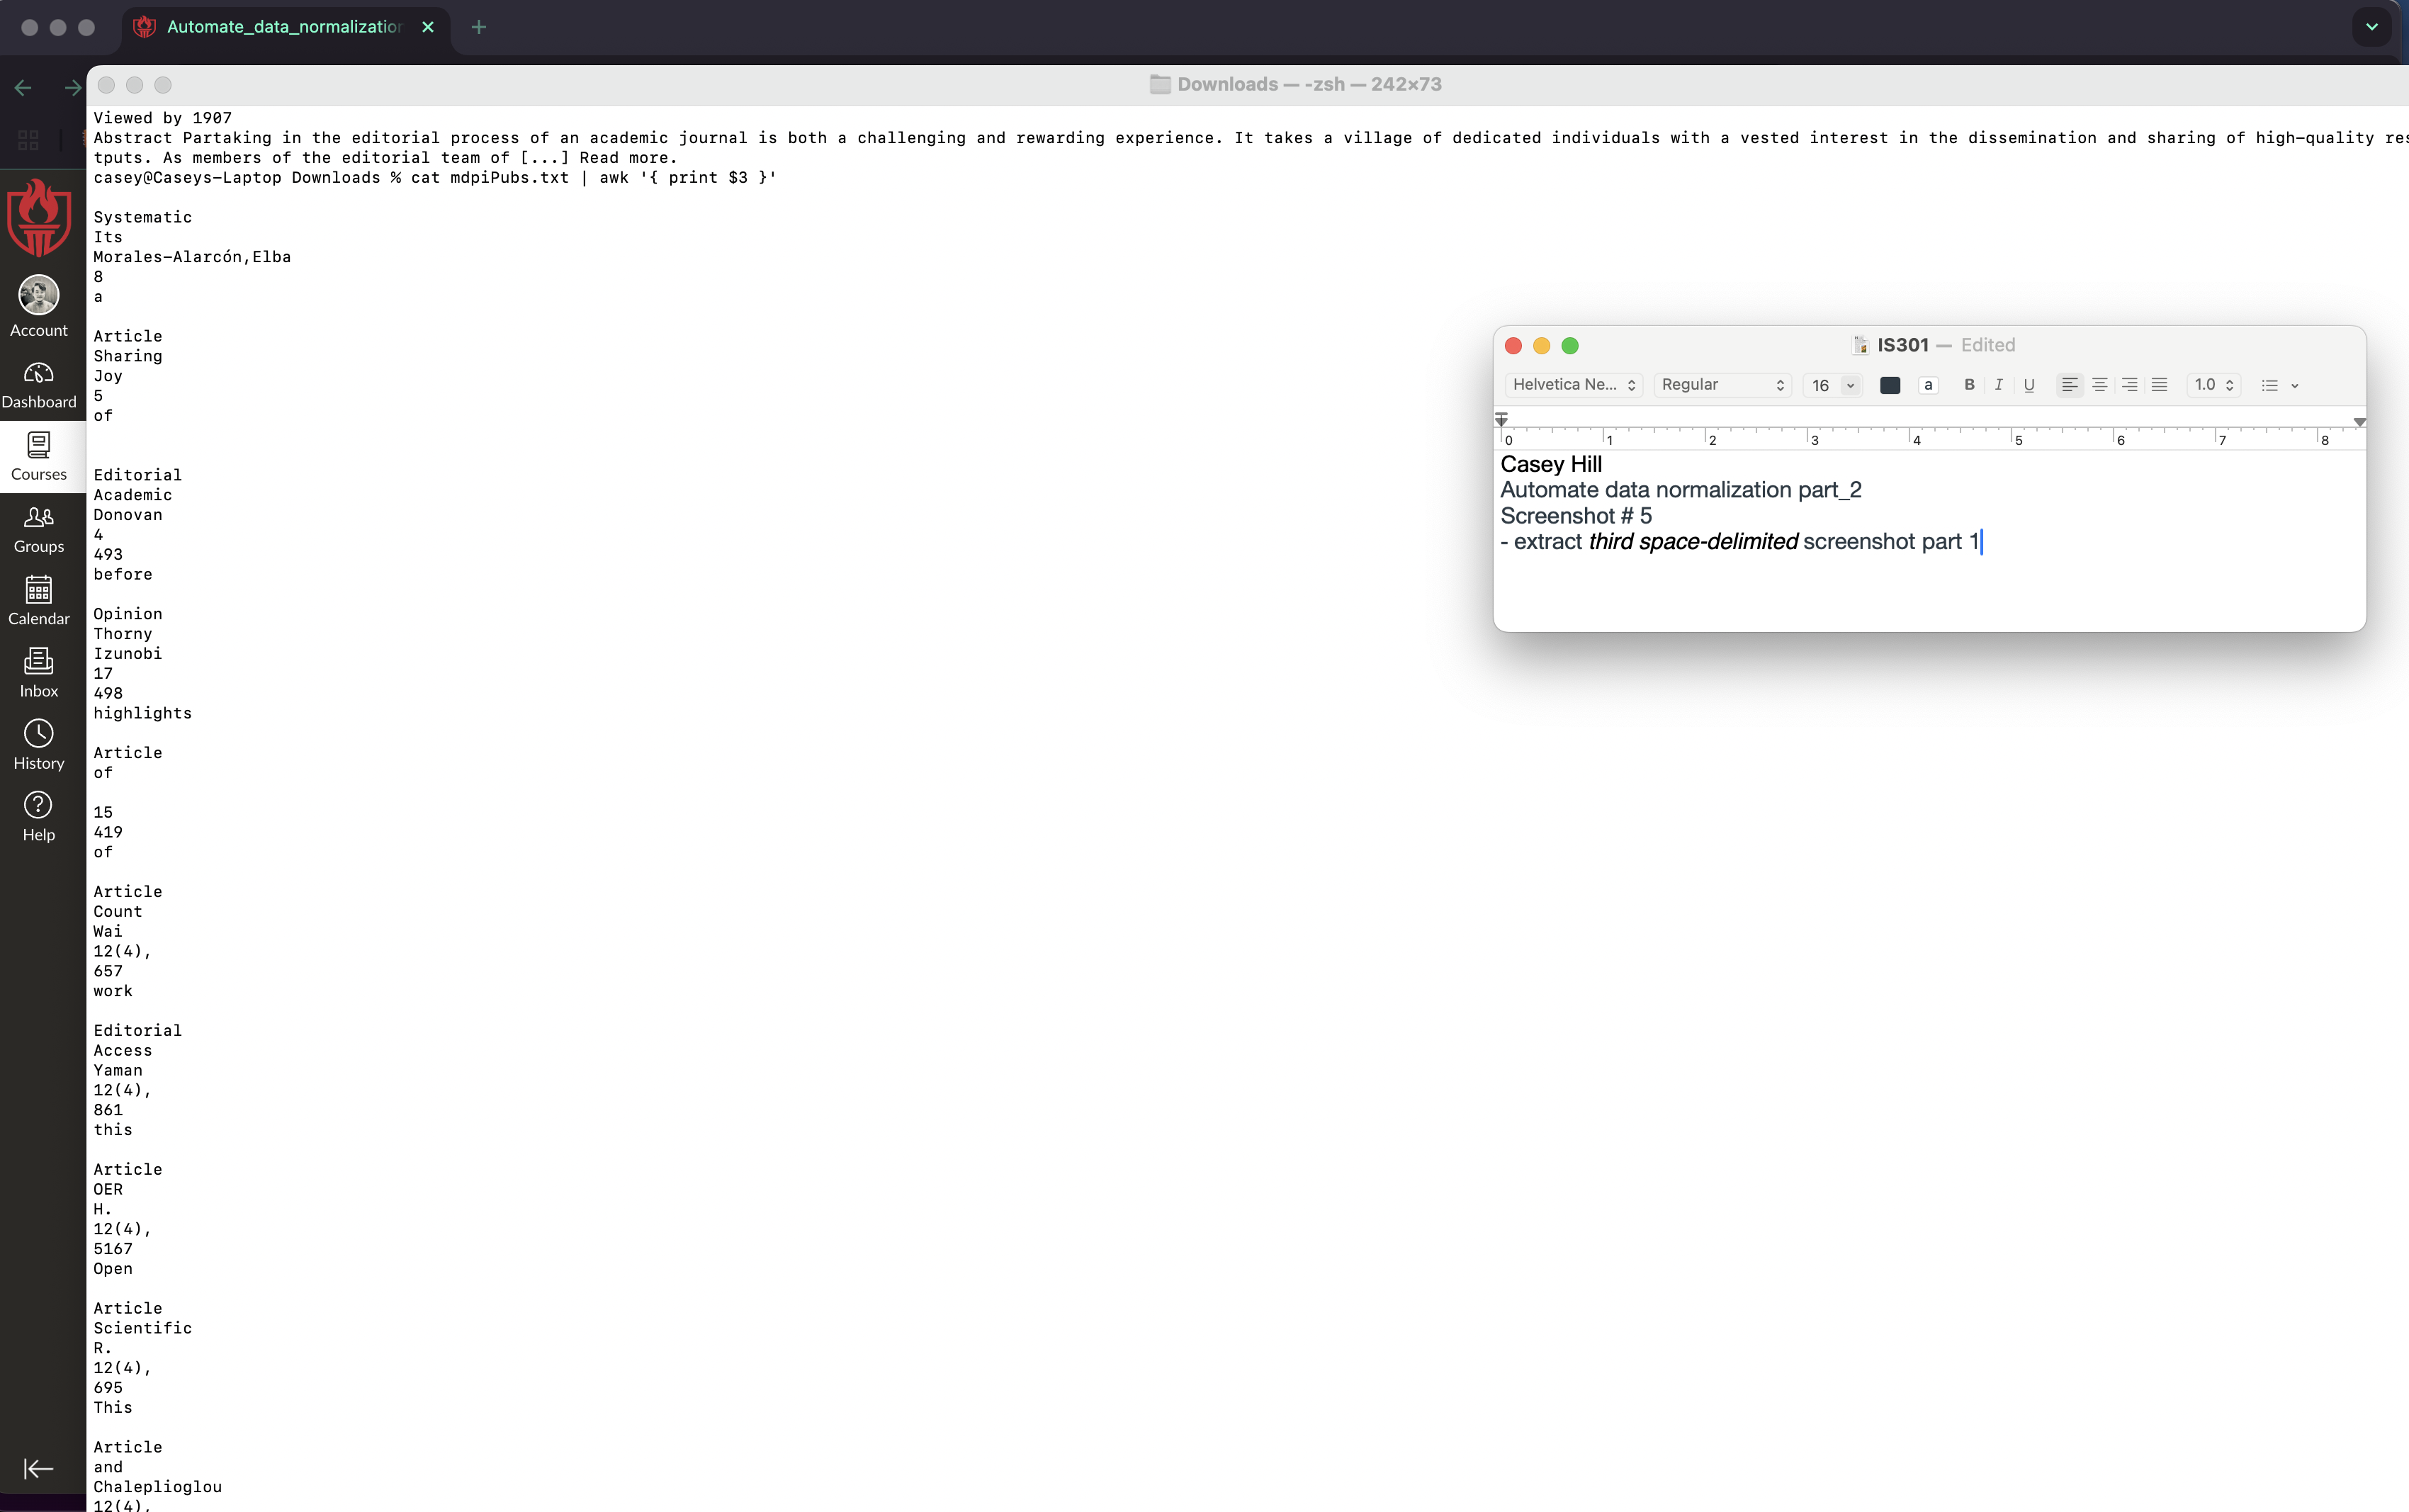 Automate_data_normalization
Downloads — -zsh — 242×73
Viewed by 1907
Abstract Partaking in the editorial process of an academic journal is both a challenging and rewarding experience. It takes a village of dedicated individuals with a vested interest in the dissemination and sharing of high-quality res
tputs. As members of the editorial team of [...] Read more.
casey@Caseys-Laptop Downloads % cat mdpiPubs.txt | awk '{ print $3 }'
Systematic
Its
Morales-Alarcón,Elba
8
a
Article
Sharing
Joy
5
of
Editorial
Academic
Donovan
4
493
before
Opinion
Thorny
Izunobi
17
498
highlights
Article
of
15
419
of
Article
Count
Wai
12(4),
657
work
Editorial
Access
Yaman
12(4),
861
this
Article
OER
H.
12(4),
5167
Open
Article
Scientific
R.
12(4),
695
This
Article
and
Chaleplioglou
12(4),
Account
Dashboard
Courses
Groups
Calendar
Inbox
History
Help
IS301 — Edited
Helvetica Ne... Regular 16 a B I U 1.0
0 1 2 3 4 5 6 7 8
Casey Hill
Automate data normalization part_2
Screenshot # 5
- extract third space-delimited screenshot part 1